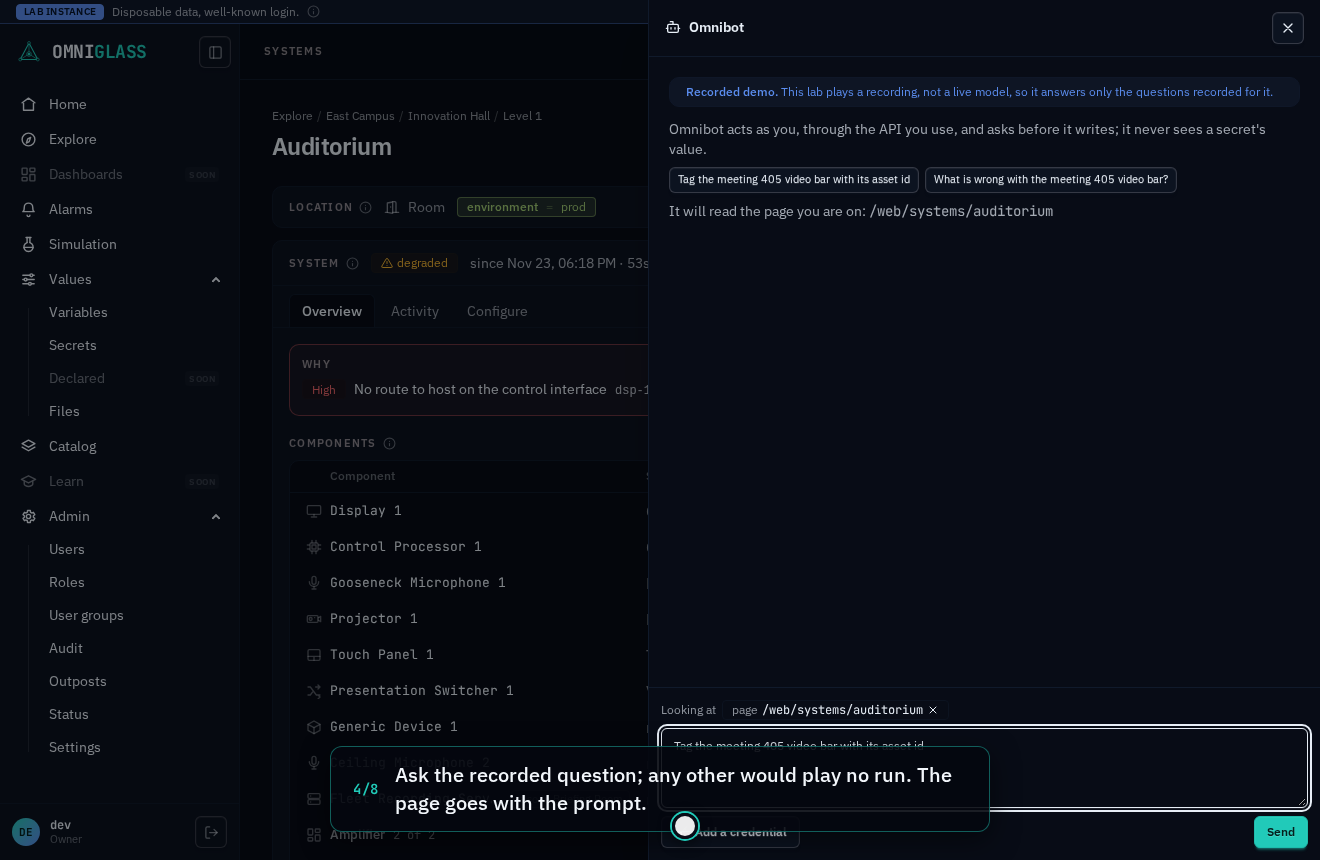 LAB INSTANCE Disposable data, well-known login.
OMNIGLASS
Home
Explore
Dashboards SOON
Alarms
Simulation
Values
Variables
Secrets
Declared SOON
Files
Catalog
Learn SOON
Admin
Users
Roles
User groups
Audit
Outposts
Status
Settings
DE dev
Owner
SYSTEMS
Explore / East Campus / Innovation Hall / Level 1
Auditorium
LOCATION Room environment = prod
SYSTEM degraded since Nov 23, 06:18 PM · 53s
Overview Activity Configure
WHY
High No route to host on the control interface dsp-1
COMPONENTS
Component
Display 1
Control Processor 1
Gooseneck Microphone 1
Projector 1
Touch Panel 1
Presentation Switcher 1
Generic Device 1
Ceiling Microphone 2
Amplifier 2 of 2
Omnibot
Recorded demo. This lab plays a recording, not a live model, so it answers only the questions recorded for it.
Omnibot acts as you, through the API you use, and asks before it writes; it never sees a secret's
value.
Tag the meeting 405 video bar with its asset id What is wrong with the meeting 405 video bar?
It will read the page you are on: /web/systems/auditorium
Looking at page /web/systems/auditorium
Tag the meeting 405 video bar with its asset id
Add a credential
Send
4/8 Ask the recorded question; any other would play no run. The
page goes with the prompt.